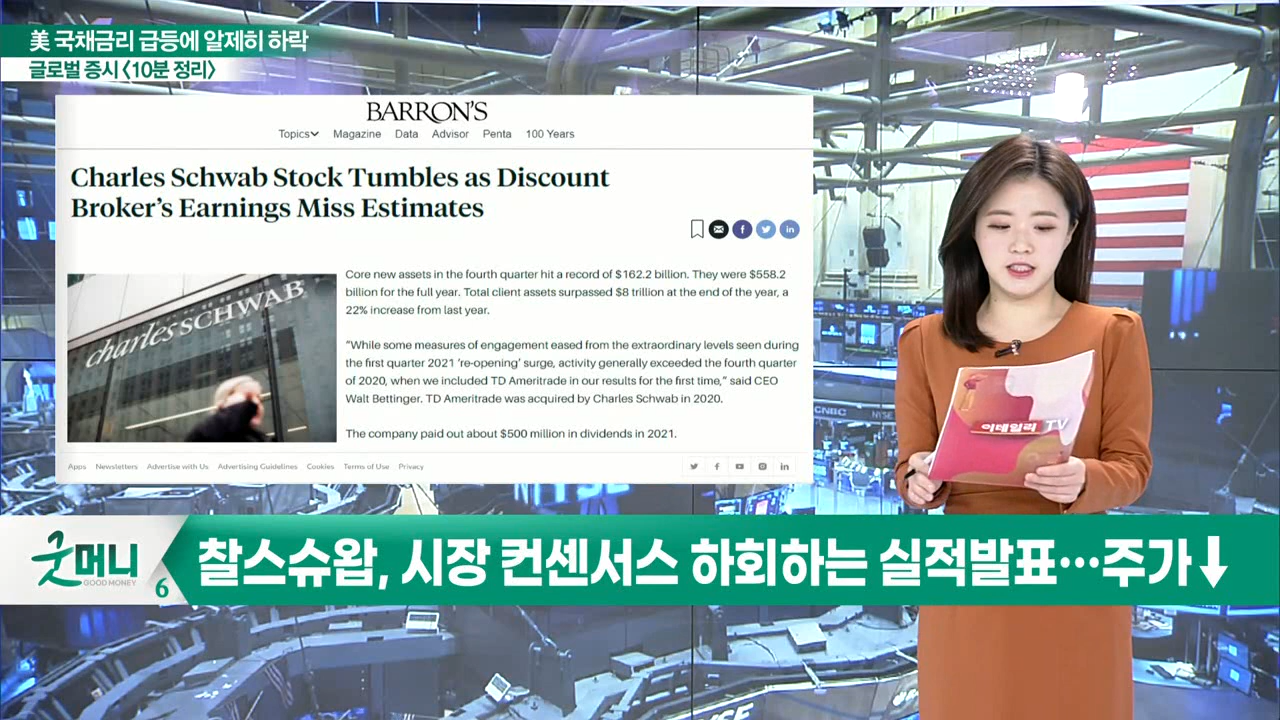 美 국채금리 급등에 알제히 하락
글로벌 증시 <10분 정리>
BARRON'S
Topics
Magazine
Data
Advisor
Penta
100 Years
Charles Schwab Stock Tumbles as Discount
Broker's Earnings Miss Estimates
f
in
charles SCHWAB
Core new assets in the fourth quarter hit a record of $162.2 billion. They were $558.2
billion for the full year. Total client assets surpassed $8 trillion at the end of the year, a
22% increase from last year.
"While some measures of engagement eased from the extraordinary levels seen during
the first quarter 2021 're-opening' surge, activity generally exceeded the fourth quarter
of 2020, when we included TD Ameritrade in our results for the first time," said CEO
Walt Bettinger. TD Ameritrade was acquired by Charles Schwab in 2020.
The company paid out about $500 million in dividends in 2021.
Apps
Newsletters
Advertise with Us
Advertising Guidelines
Cookies
Terms of Use
Privacy
f
in
이데일리 TV
CNBC
NYSE
NYSE
굿머니
GOOD MONEY
6
찰스슈왑, 시장 컨센서스 하회하는 실적발표…주가↓